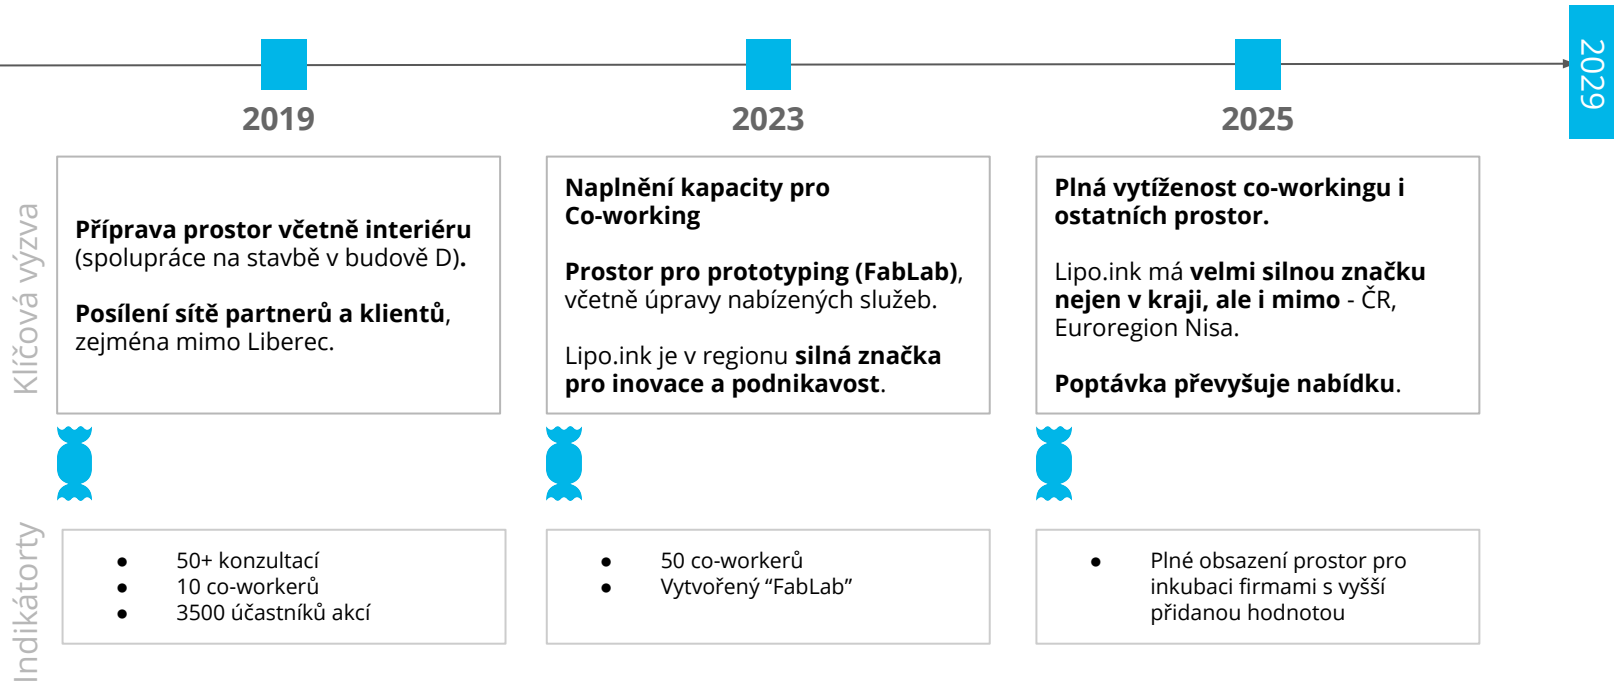 2019
2023
2025
2029
Klíčová výzva
Příprava prostor včetně interiéru
(spolupráce na stavbě v budově D).
Posílení sítě partnerů a klientů,
zejména mimo Liberec.
Naplnění kapacity pro
Co-working
Prostor pro prototyping (FabLab),
včetně úpravy nabízených služeb.
Lipo.ink je v regionu silná značka
pro inovace a podnikavost.
Plná vytíženost co-workingu i
ostatních prostor.
Lipo.ink má velmi silnou značku
nejen v kraji, ale i mimo - ČR,
Euroregion Nisa.
Poptávka převyšuje nabídku.
Indikátorty
● 50+ konzultací
● 10 co-workerů
● 3500 účastníků akcí
● 50 co-workerů
● Vytvořený “FabLab”
● Plné obsazení prostor pro
inkubaci firmami s vyšší
přidanou hodnotou